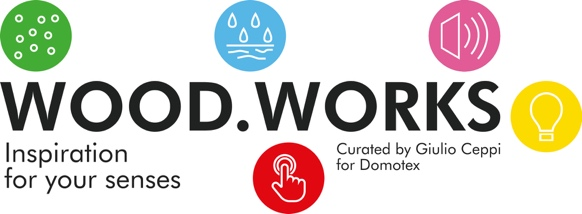 WOOD.WORKS
Inspiration
for your senses
Curated by Giulio Ceppi
for Domotex